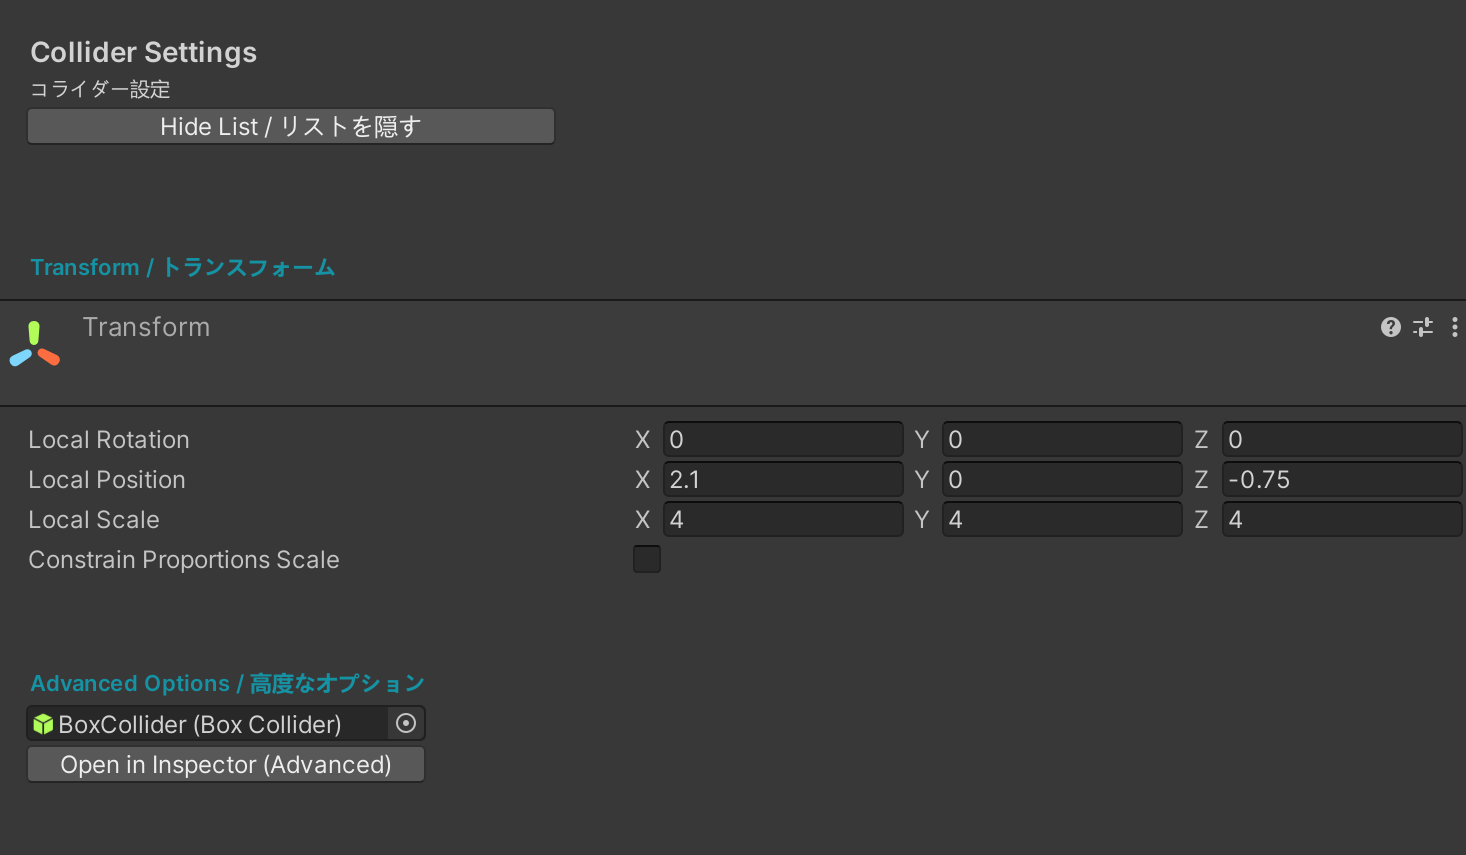 Collider Settings
コライダー設定
Hide List / リストを隠す
Transform / トランスフォーム
Transform
Local Rotation X 0 Y 0 Z 0
Local Position X 2.1 Y 0 Z -0.75
Local Scale X 4 Y 4 Z 4
Constrain Proportions Scale
Advanced Options / 高度なオプション
BoxCollider (Box Collider)
Open in Inspector (Advanced)